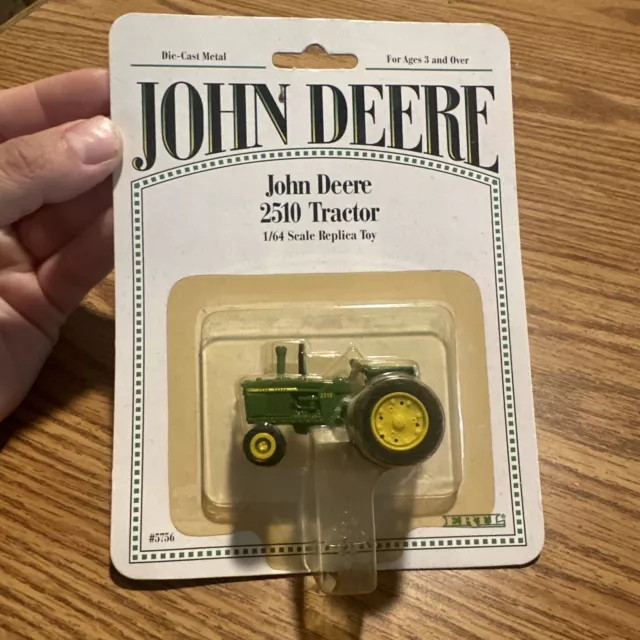 Die-Cast Metal
For Ages 3 and Over
JOHN DEERE
John Deere
2510 Tractor
1/64 Scale Replica Toy
#5756
ERTL